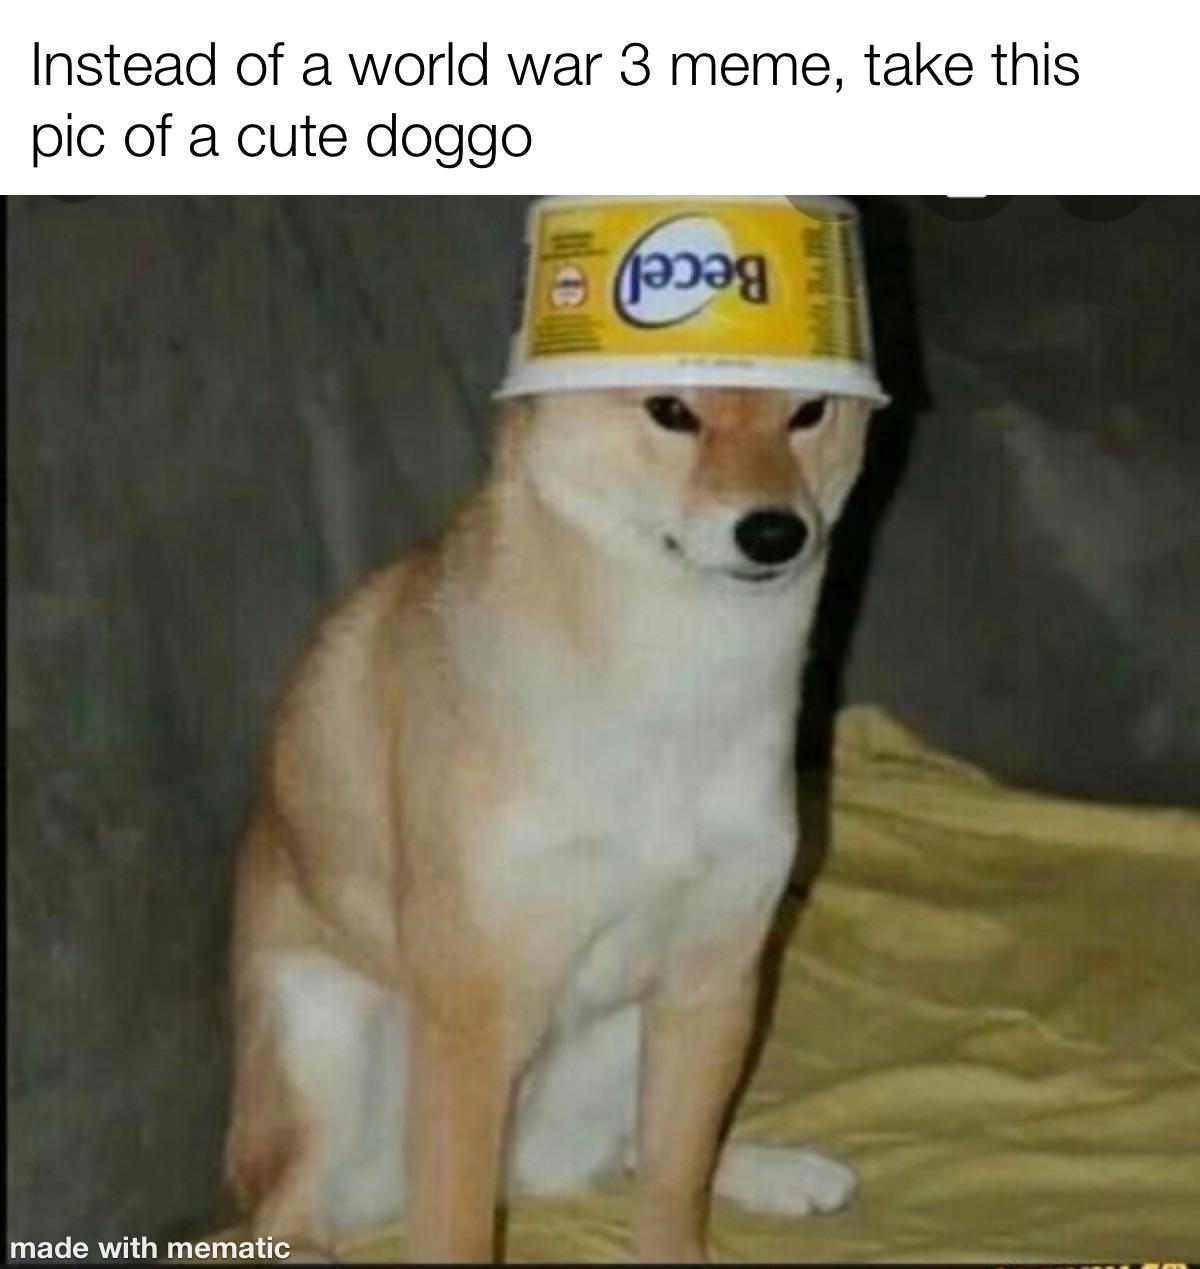 Instead of a world war 3 meme, take this
pic of a cute doggo
Becel
made with mematic